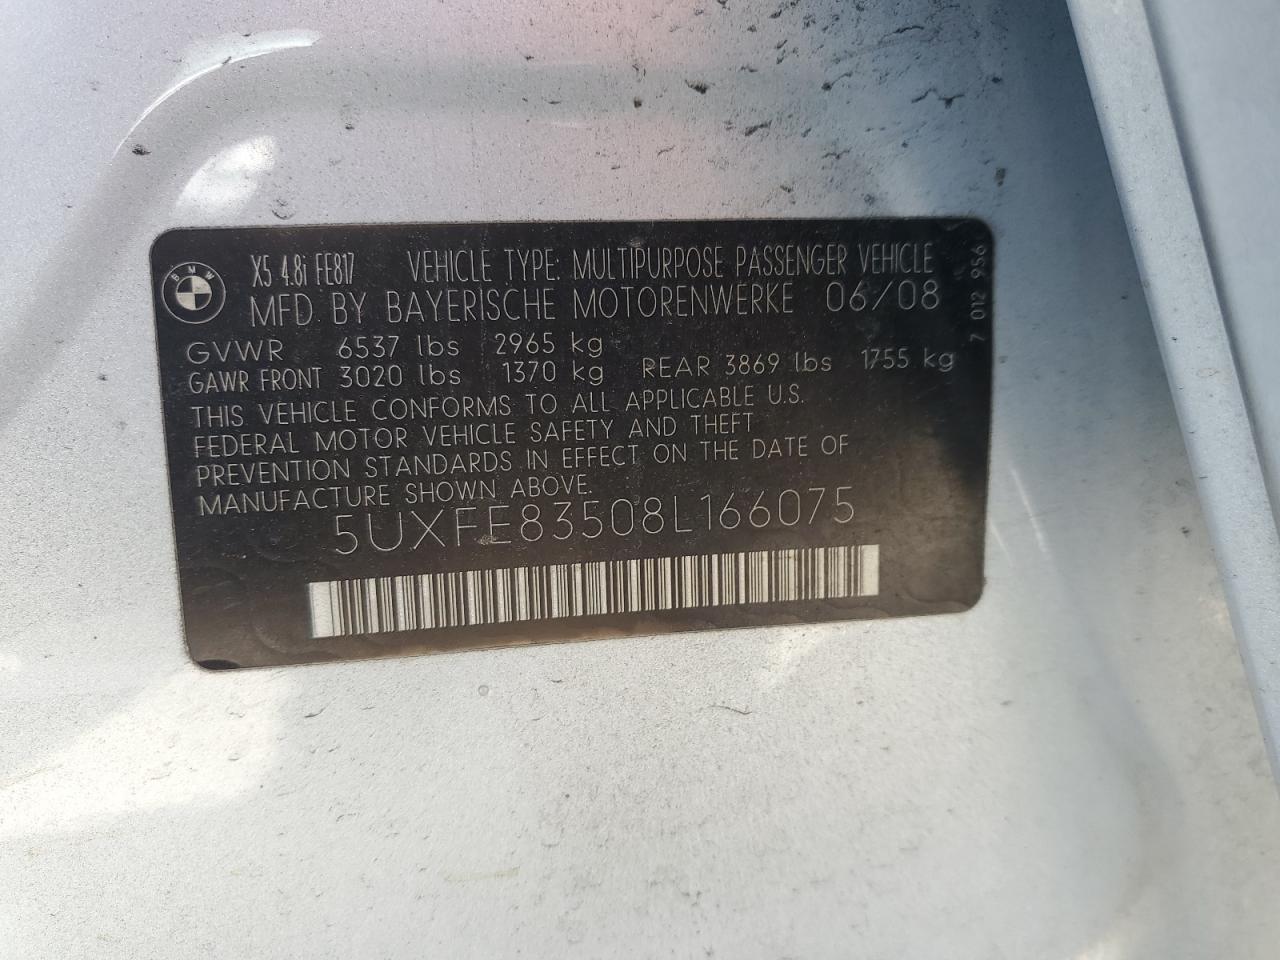 BMW
X5 4.8i FE817 VEHICLE TYPE: MULTIPURPOSE PASSENGER VEHICLE
MFD BY BAYERISCHE MOTORENWERKE 06/08
GVWR 6537 lbs 2965 kg
GAWR FRONT 3020 lbs 1370 kg REAR 3869 lbs 1755 kg
THIS VEHICLE CONFORMS TO ALL APPLICABLE U.S.
FEDERAL MOTOR VEHICLE SAFETY AND THEFT
PREVENTION STANDARDS IN EFFECT ON THE DATE OF
MANUFACTURE SHOWN ABOVE.
5UXFE83508L166075
7 012 956